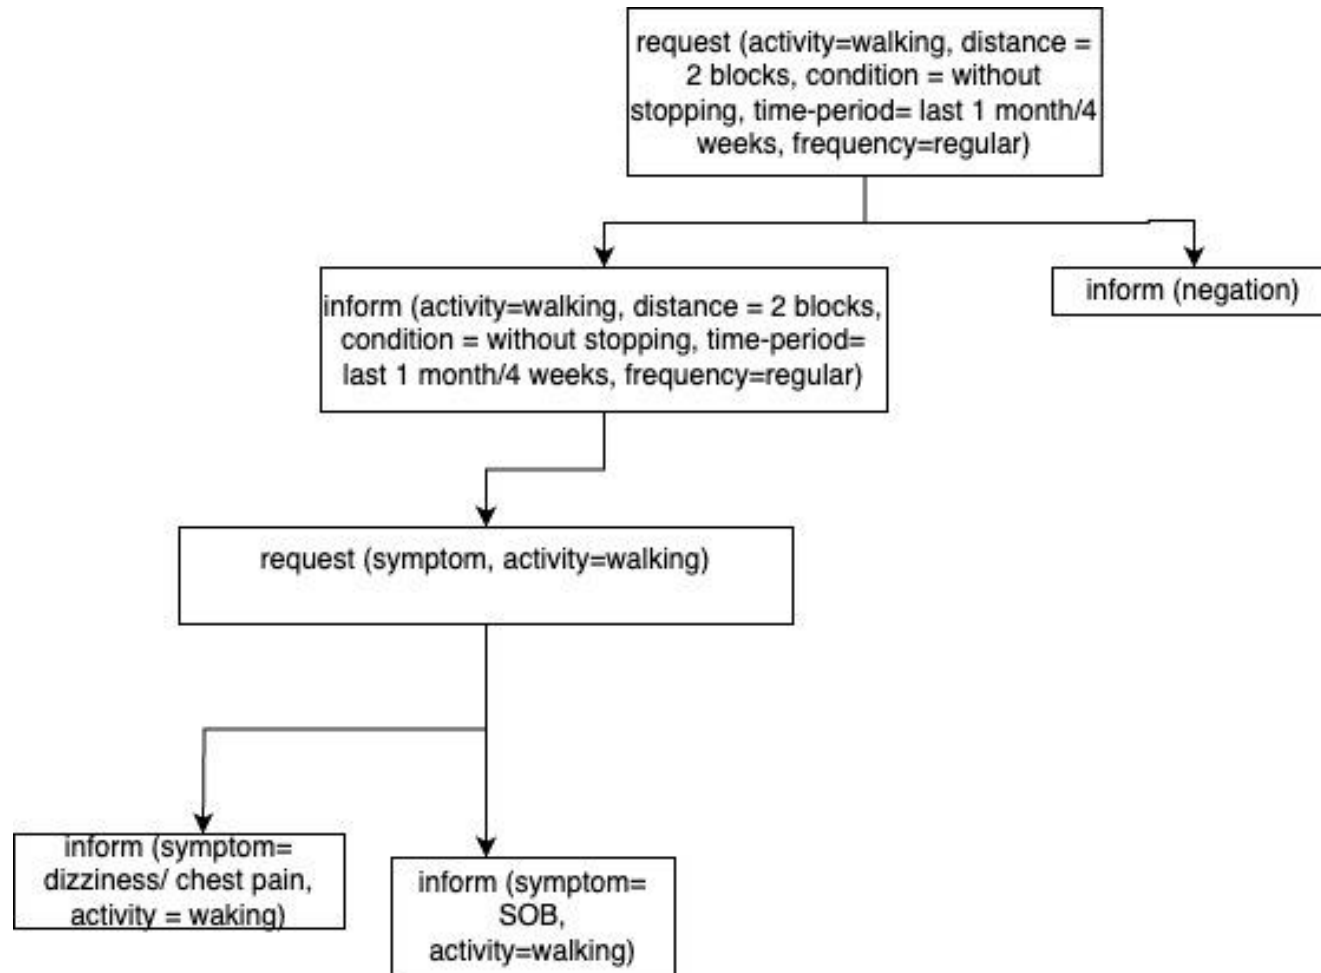 request (activity=walking, distance =
2 blocks, condition = without
stopping, time-period= last 1 month/4
weeks, frequency=regular)
inform (activity=walking, distance = 2 blocks,
condition = without stopping, time-period=
last 1 month/4 weeks, frequency=regular)
inform (negation)
request (symptom, activity=walking)
inform (symptom=
dizziness/ chest pain,
activity = waking)
inform (symptom=
SOB,
activity=walking)